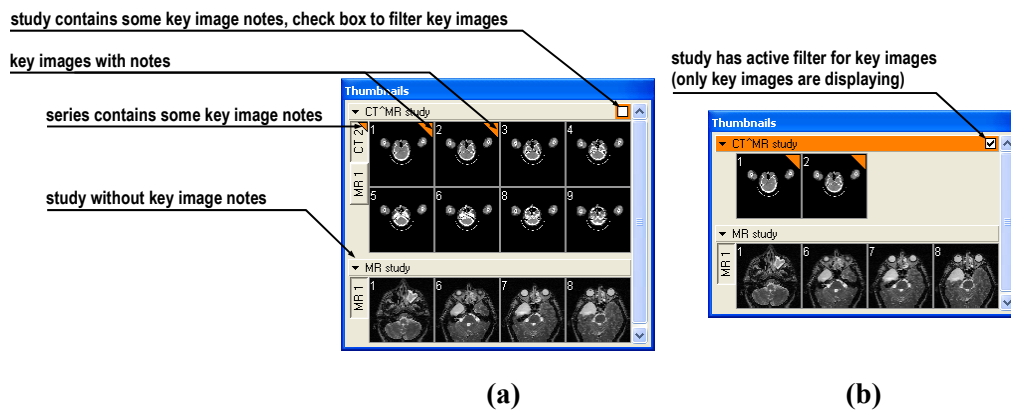 study contains some key image notes, check box to filter key images
key images with notes
series contains some key image notes
study without key image notes
Thumbnails
CT^MR study
CT 2
MR 1
1 2 3 4
5 6 8 9
MR study
MR 1
1 6 7 8
(a)
study has active filter for key images
(only key images are displaying)
Thumbnails
CT^MR study
1 2
MR study
MR 1
1 6 7 8
(b)